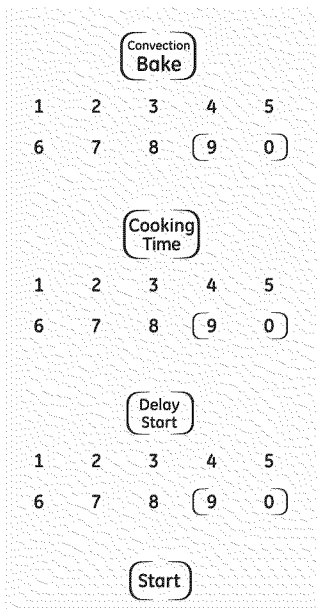 Convection
Bake
1 2 3 4 5
6 7 8 9 0
Cooking
Time
1 2 3 4 5
6 7 8 9 0
Delay
Start
1 2 3 4 5
6 7 8 9 0
Start